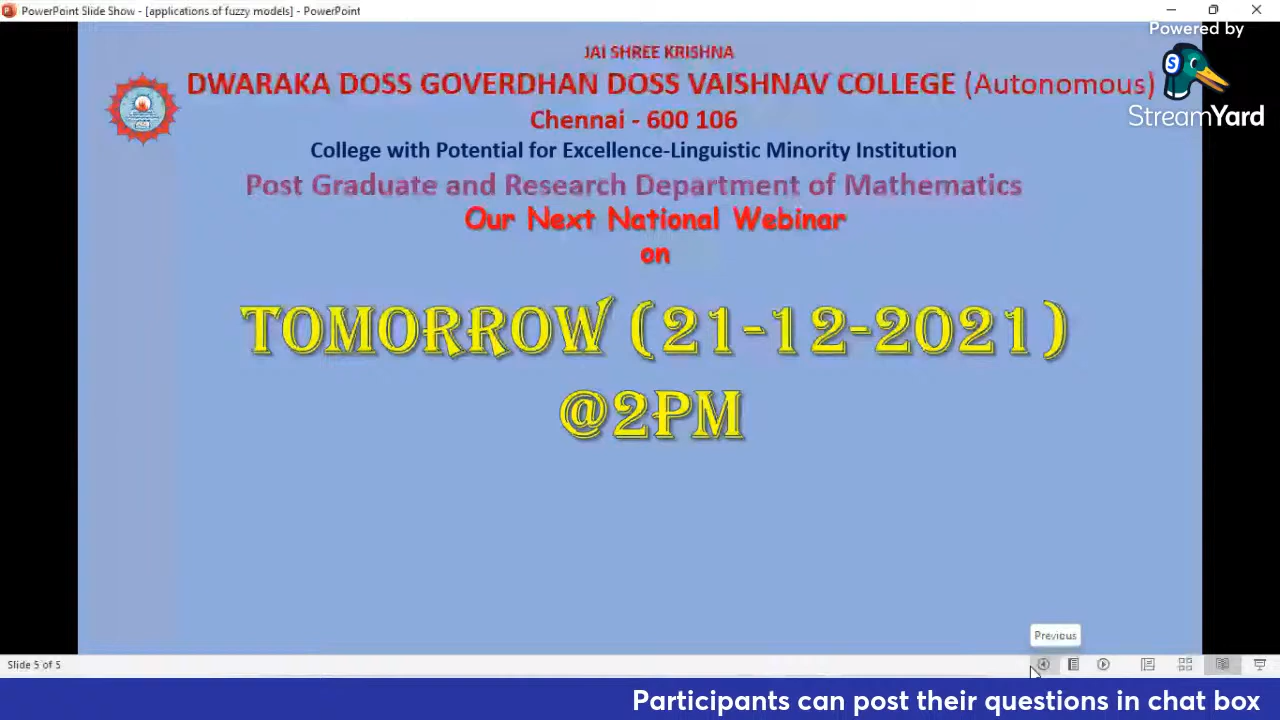 PowerPoint Slide Show - [applications of fuzzy models] - PowerPoint
Powered by
S
StreamYard
JAI SHREE KRISHNA
DWARAKA DOSS GOVERDHAN DOSS VAISHNAV COLLEGE (Autonomous)
Chennai - 600 106
College with Potential for Excellence-Linguistic Minority Institution
Post Graduate and Research Department of Mathematics
Our Next National Webinar
on
TOMORROW (21-12-2021)
@2PM
Previous
Slide 5 of 5
Participants can post their questions in chat box